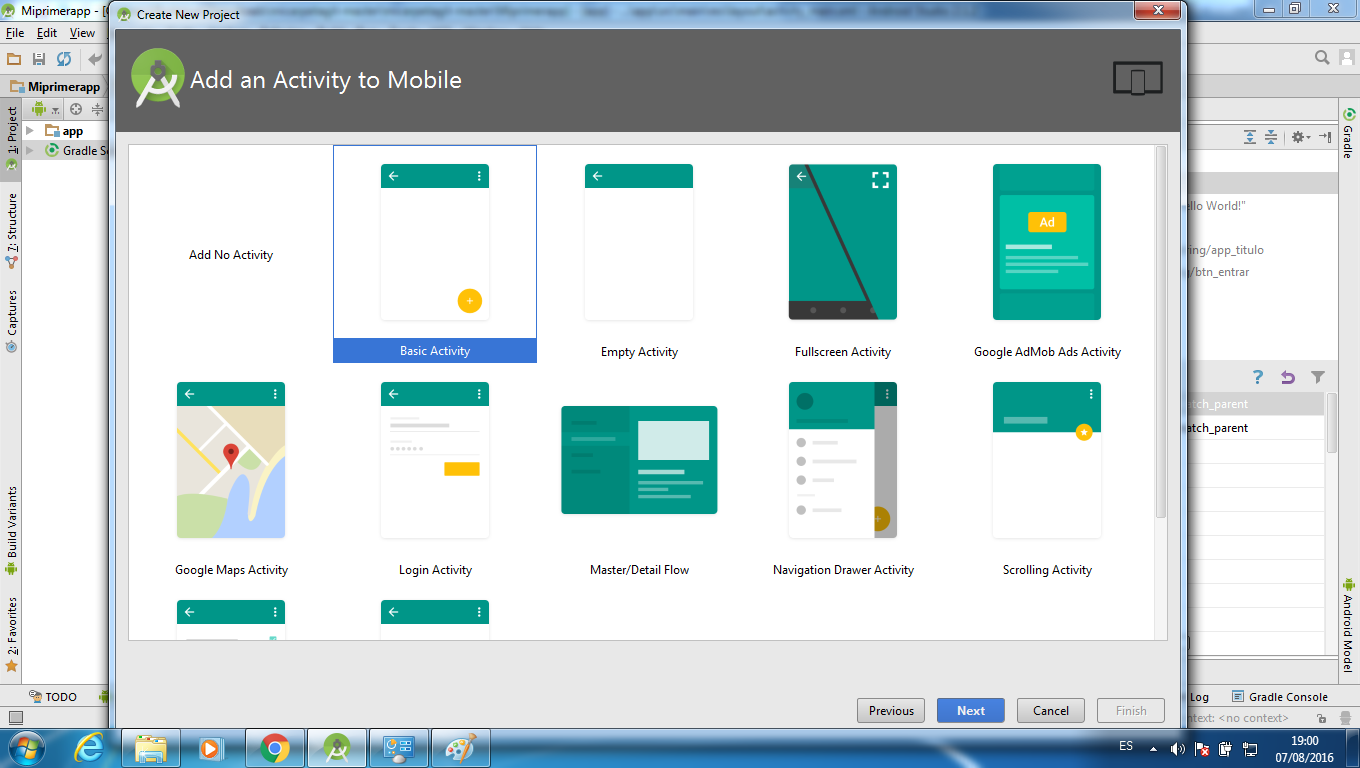 Miprimerapp - [
Create New Project
File Edit View
Add an Activity to Mobile
Miprimerapp
1: Project
app
Gradle S
7: Structure
Captures
Build Variants
2: Favorites
Add No Activity
Basic Activity
Empty Activity
Fullscreen Activity
Ad
Google AdMob Ads Activity
Google Maps Activity
Login Activity
Master/Detail Flow
Navigation Drawer Activity
Scrolling Activity
Gradle
llo World!"
ring/app_titulo
/btn_entrar
?
atch_parent
atch_parent
Android Model
Previous Next Cancel Finish
TODO
Log Gradle Console
ntext: <no context>
ES
19:00
07/08/2016